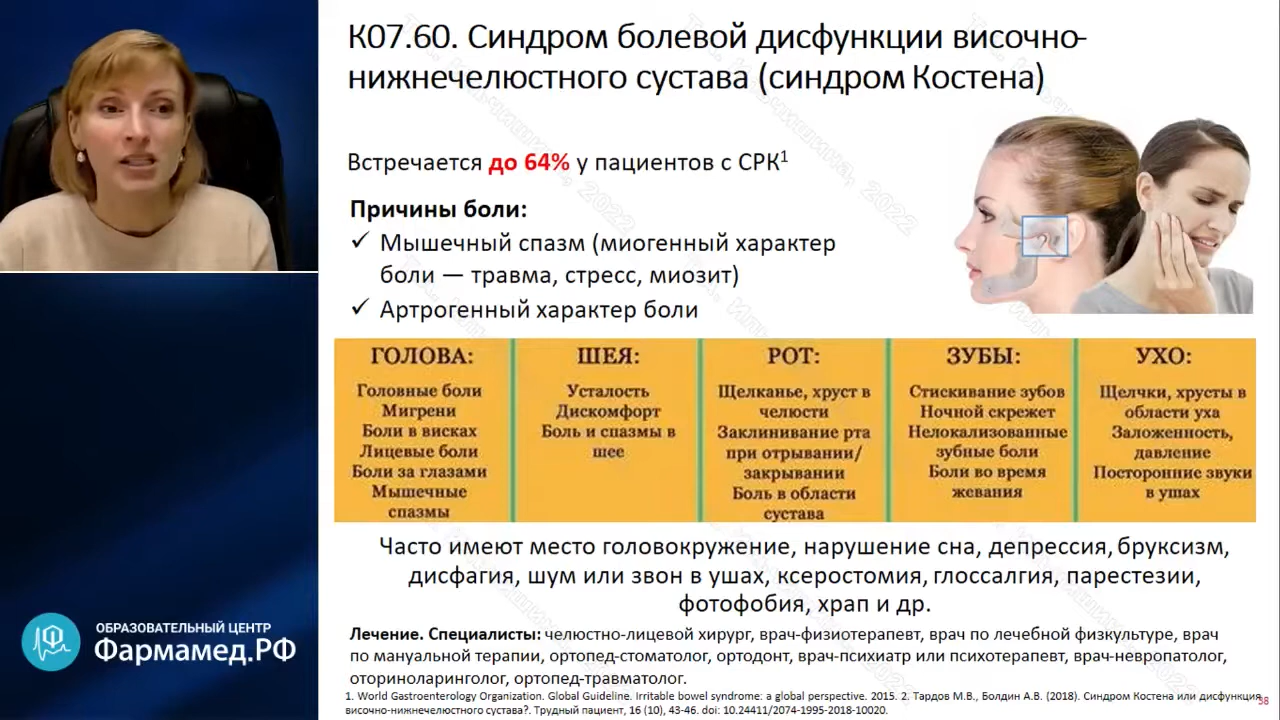 К07.60. Синдром болевой дисфункции височно-
нижнечелюстного сустава (синдром Костена)
Встречается до 64% у пациентов с СРК1
Причины боли:
✓ Мышечный спазм (миогенный характер
боли — травма, стресс, миозит)
✓ Артрогенный характер боли
ГОЛОВА:
Головные боли
Мигрени
Боли в висках
Лицевые боли
Боли за глазами
Мышечные
спазмы
ШЕЯ:
Усталость
Дискомфорт
Боль и спазмы в
шее
РОТ:
Щелканье, хруст в
челюсти
Заклинивание рта
при отрывании/
закрывании
Боль в области
сустава
ЗУБЫ:
Стискивание зубов
Ночной скрежет
Нелокализованные
зубные боли
Боли во время
жевания
УХО:
Щелчки, хрусты в
области уха
Заложенность,
давление
Посторонние звуки
в ушах
Часто имеют место головокружение, нарушение сна, депрессия, бруксизм,
дисфагия, шум или звон в ушах, ксеростомия, глоссалгия, парестезии,
фотофобия, храп и др.
Лечение. Специалисты: челюстно-лицевой хирург, врач-физиотерапевт, врач по лечебной физкультуре, врач
по мануальной терапии, ортопед-стоматолог, ортодонт, врач-психиатр или психотерапевт, врач-невропатолог,
оториноларинголог, ортопед-травматолог.
1. World Gastroenterology Organization. Global Guideline. Irritable bowel syndrome: a global perspective. 2015. 2. Тардов М.В., Болдин А.В. (2018). Синдром Костена или дисфункция
височно-нижнечелюстного сустава?. Трудный пациент, 16 (10), 43-46. doi: 10.24411/2074-1995-2018-10020.
58
ОБРАЗОВАТЕЛЬНЫЙ ЦЕНТР
Фармамед.РФ